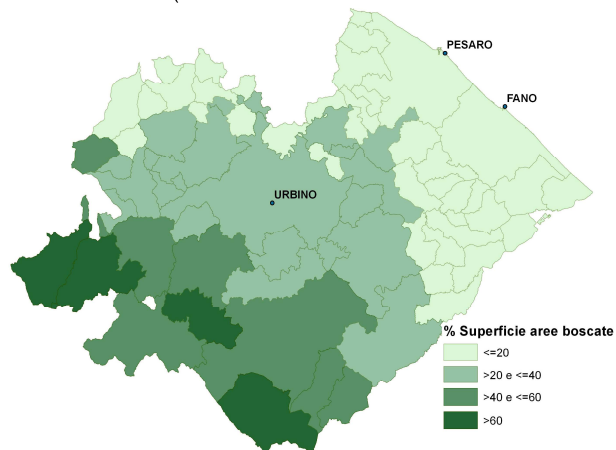 PESARO
FANO
URBINO
% Superficie aree boscate
<=20
>20 e <=40
>40 e <=60
>60